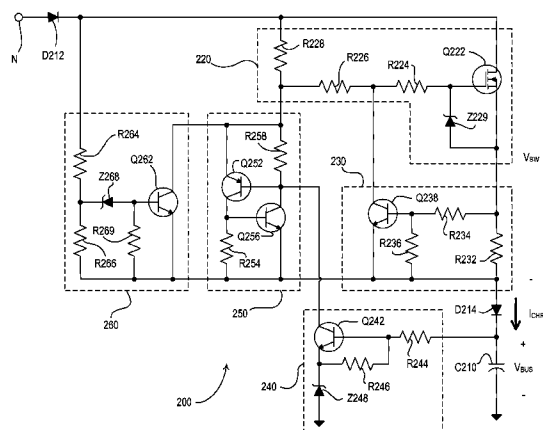 N
D212
R228
220
R226
R224
Q222
Z229
VSW
R264
Z268
Q262
R258
Q252
230
Q238
R234
R269
Q256
R236
R232
R266
R254
-
260
250
D214
ICHR
Q242
+
240
R244
C210
VBUS
200
R246
Z248
-